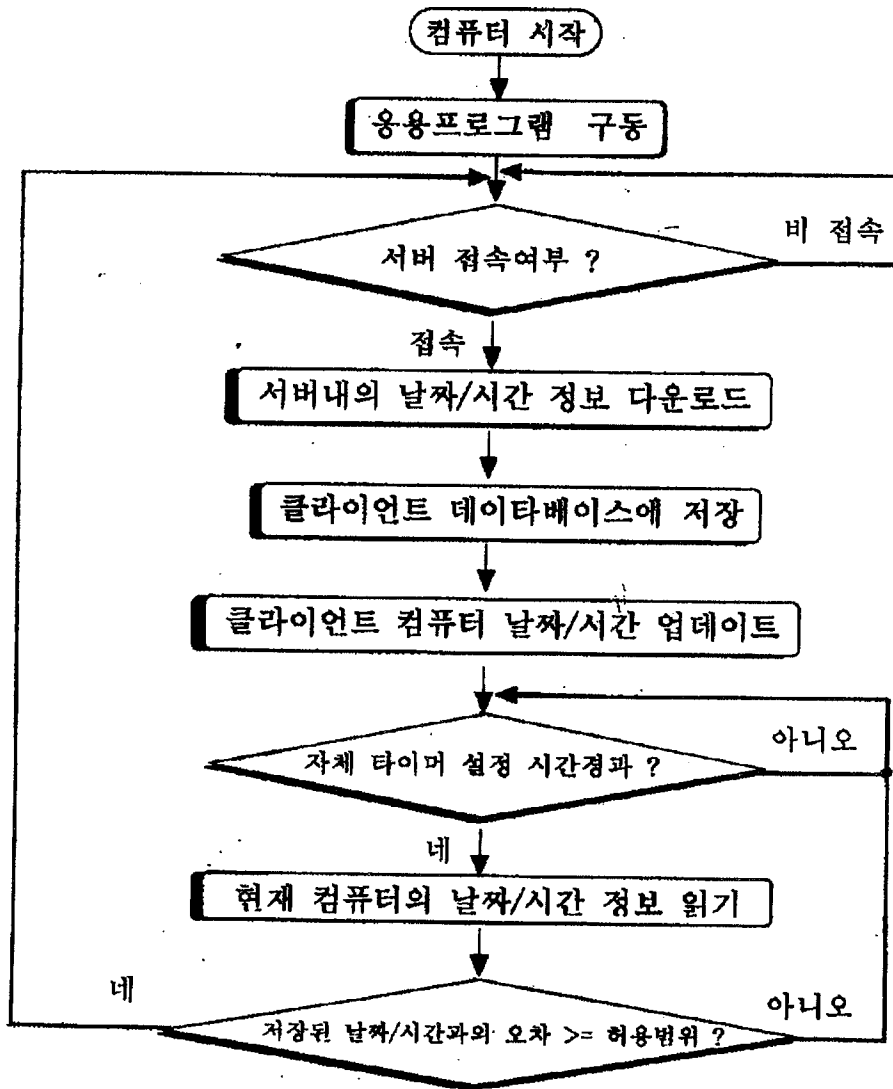 컴퓨터 시작
응용프로그램 구동
서버 접속여부 ?
비 접속
접속
서버내의 날짜/시간 정보 다운로드
클라이언트 데이타베이스에 저장
클라이언트 컴퓨터 날짜/시간 업데이트
자체 타이머 설정 시간경과 ?
아니오
네
현재 컴퓨터의 날짜/시간 정보 읽기
네
저장된 날짜/시간과의 오차 >= 허용범위 ?
아니오